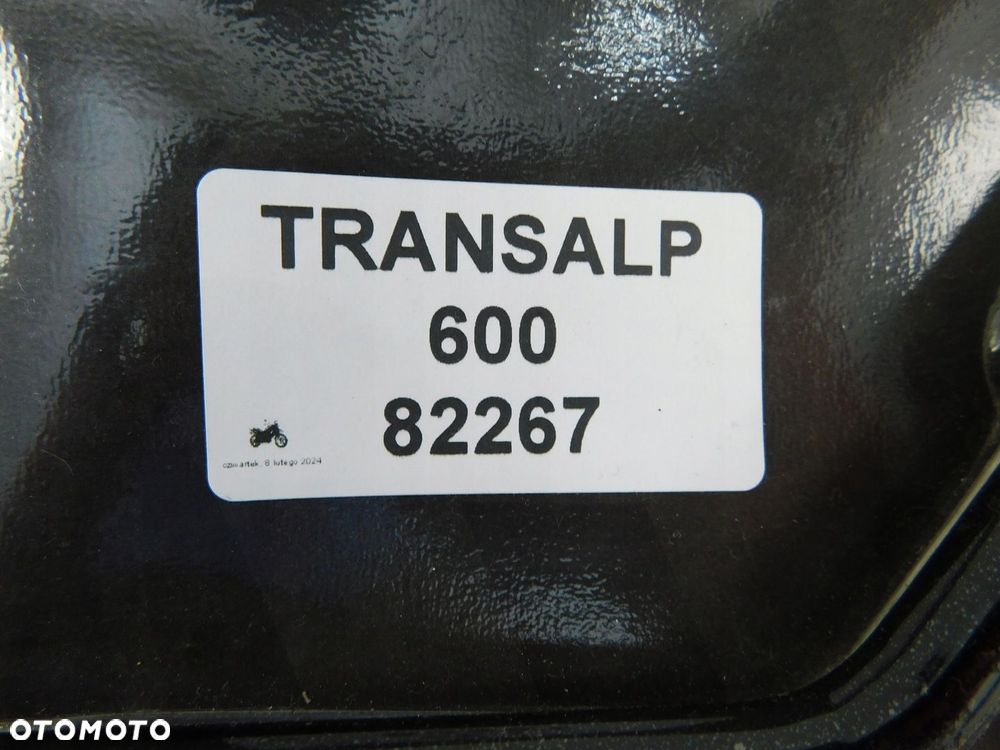 TRANSALP
600
82267
czwartek, 8 lutego 2024
OTOMOTO